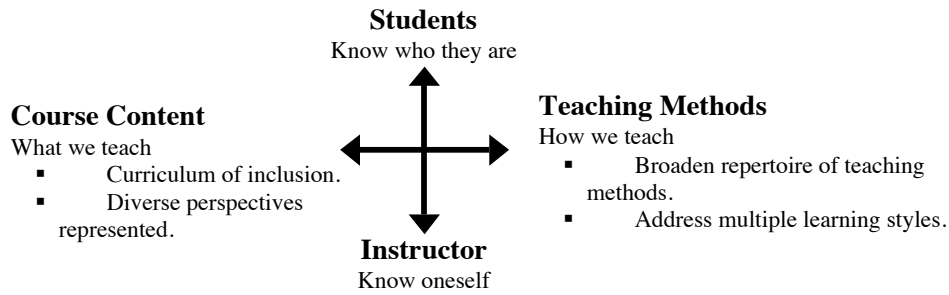 Students
Know who they are
Course Content
What we teach
▪ Curriculum of inclusion.
▪ Diverse perspectives
represented.
Teaching Methods
How we teach
▪ Broaden repertoire of teaching
methods.
▪ Address multiple learning styles.
Instructor
Know oneself